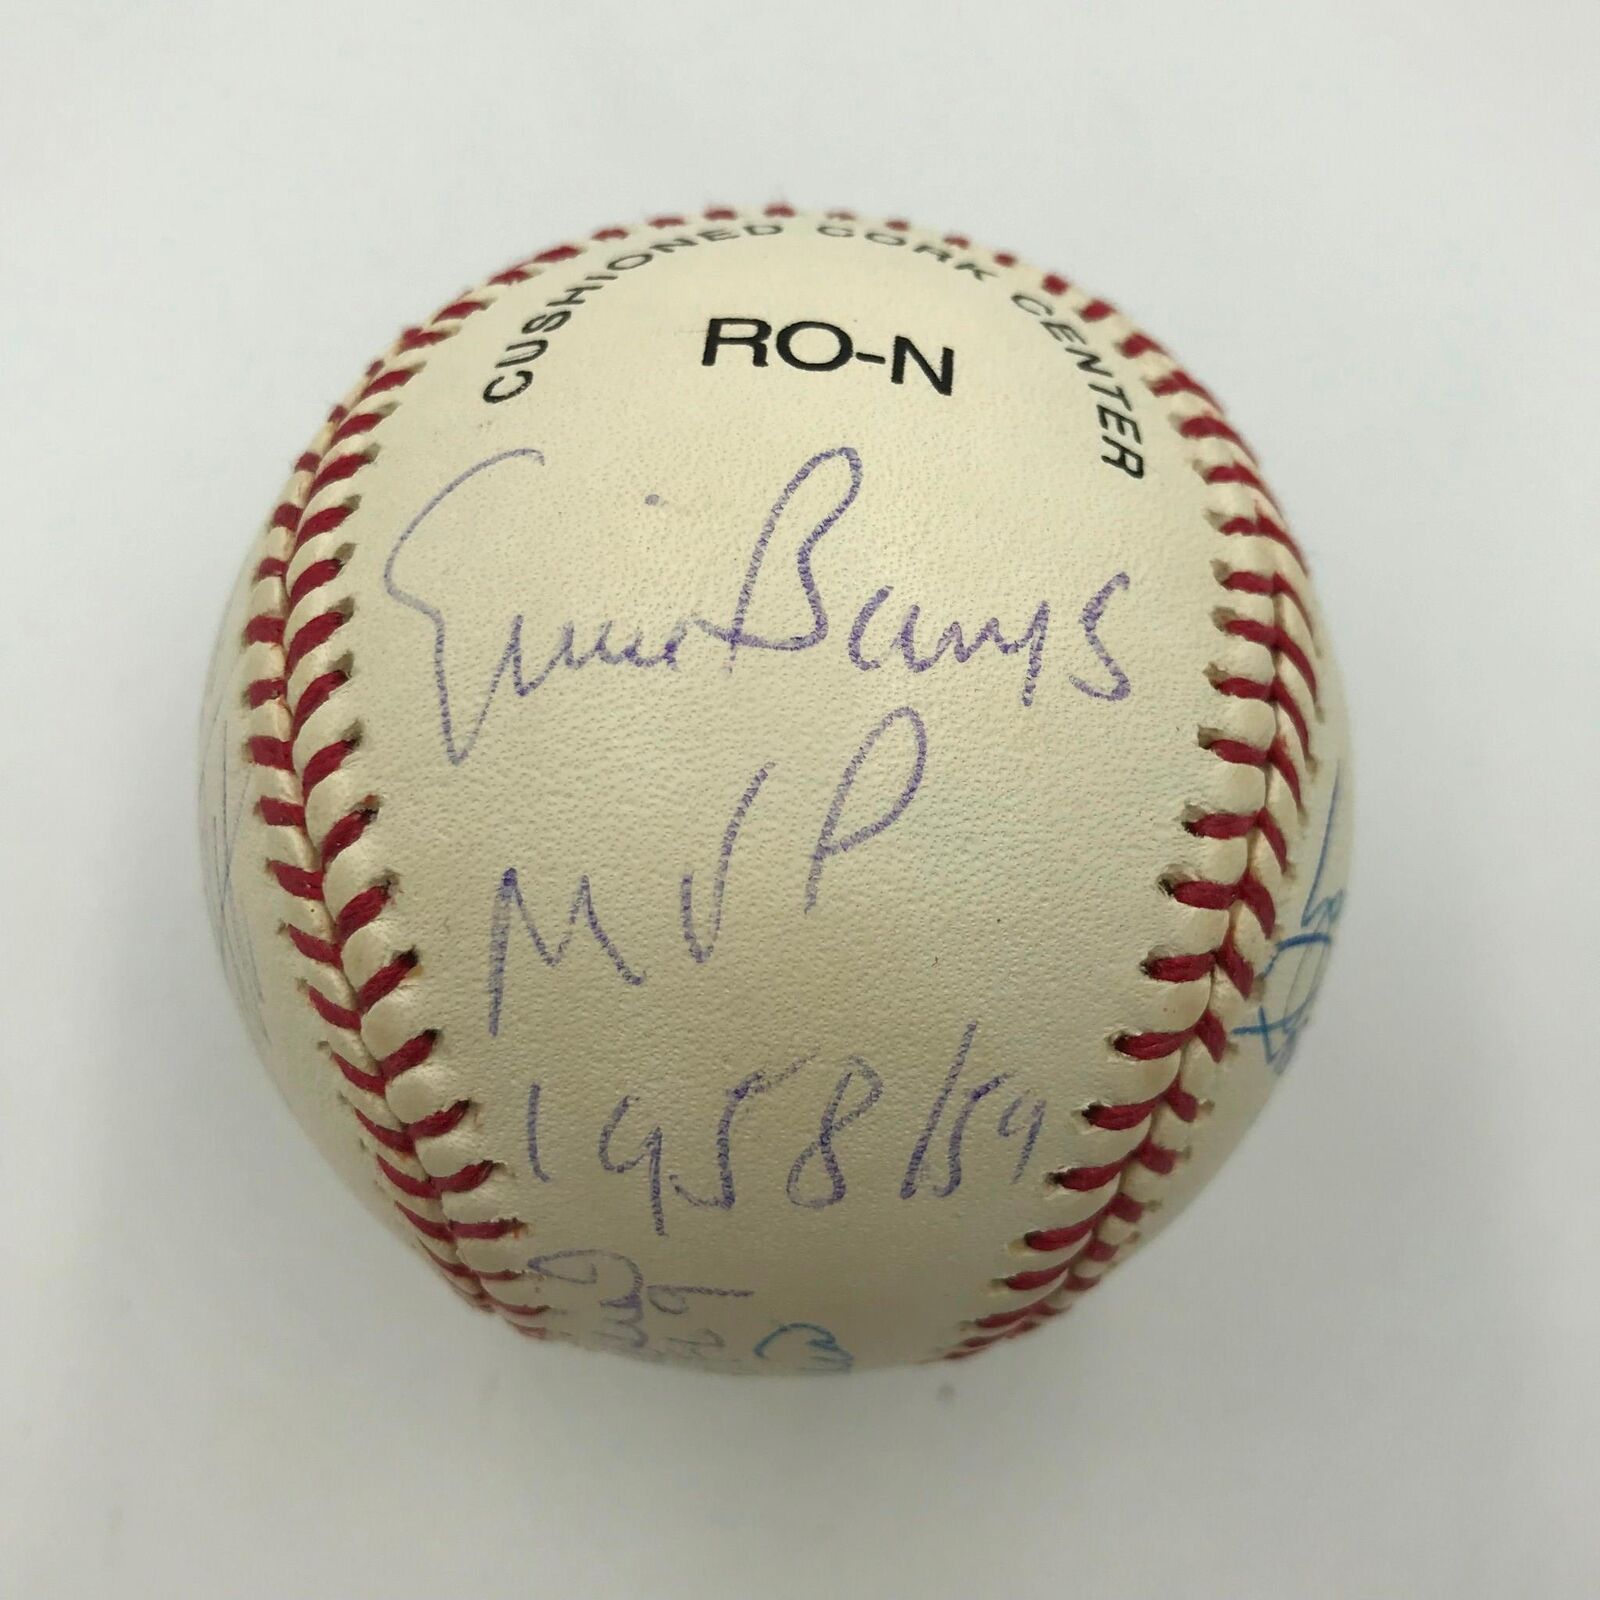 CUSHIONED CORK CENTER
RO-N
Ernie Banks
MVP
1958/59